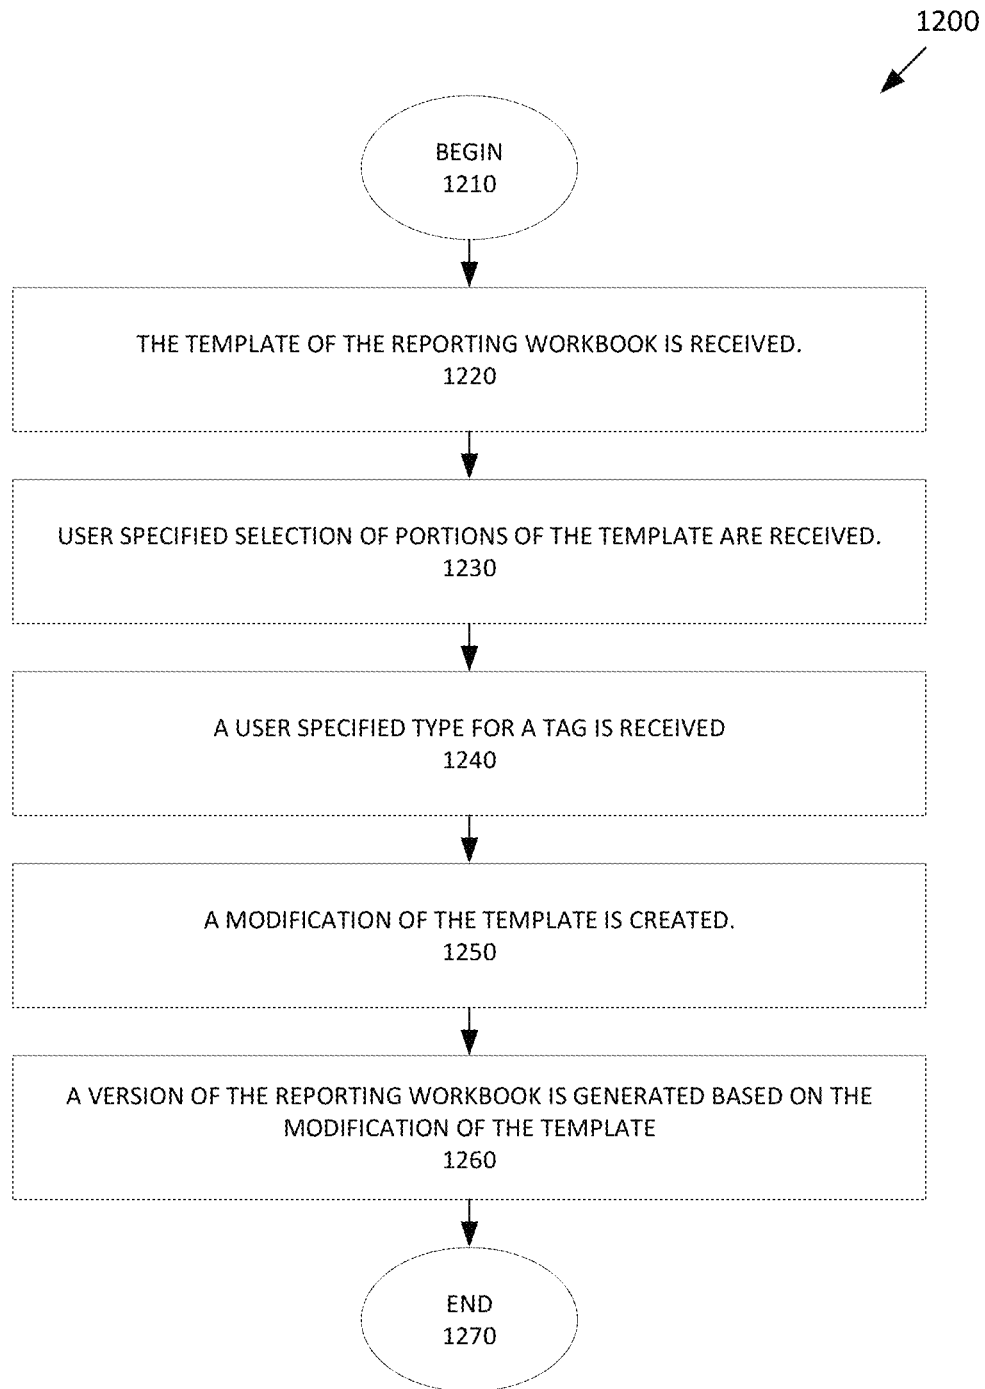 1200
BEGIN
1210
THE TEMPLATE OF THE REPORTING WORKBOOK IS RECEIVED.
1220
USER SPECIFIED SELECTION OF PORTIONS OF THE TEMPLATE ARE RECEIVED.
1230
A USER SPECIFIED TYPE FOR A TAG IS RECEIVED
1240
A MODIFICATION OF THE TEMPLATE IS CREATED.
1250
A VERSION OF THE REPORTING WORKBOOK IS GENERATED BASED ON THE
MODIFICATION OF THE TEMPLATE
1260
END
1270